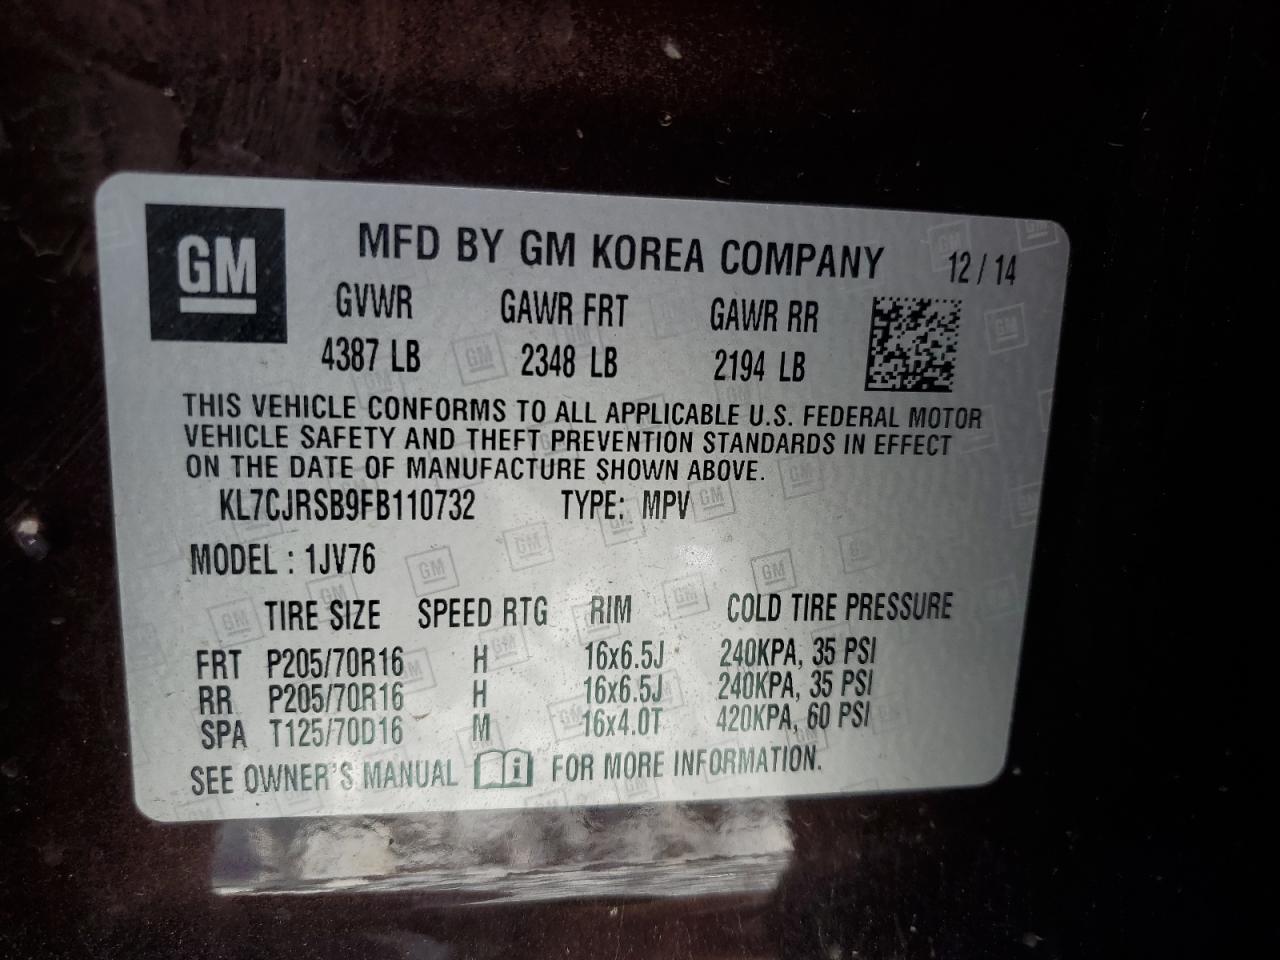 GM
MFD BY GM KOREA COMPANY 12 / 14
GVWR GAWR FRT GAWR RR
4387 LB 2348 LB 2194 LB
THIS VEHICLE CONFORMS TO ALL APPLICABLE U.S. FEDERAL MOTOR
VEHICLE SAFETY AND THEFT PREVENTION STANDARDS IN EFFECT
ON THE DATE OF MANUFACTURE SHOWN ABOVE.
KL7CJRSB9FB110732 TYPE: MPV
MODEL : 1JV76
TIRE SIZE SPEED RTG RIM COLD TIRE PRESSURE
FRT P205/70R16 H 16x6.5J 240KPA, 35 PSI
RR P205/70R16 H 16x6.5J 240KPA, 35 PSI
SPA T125/70D16 M 16x4.0T 420KPA, 60 PSI
SEE OWNER'S MANUAL i FOR MORE INFORMATION.